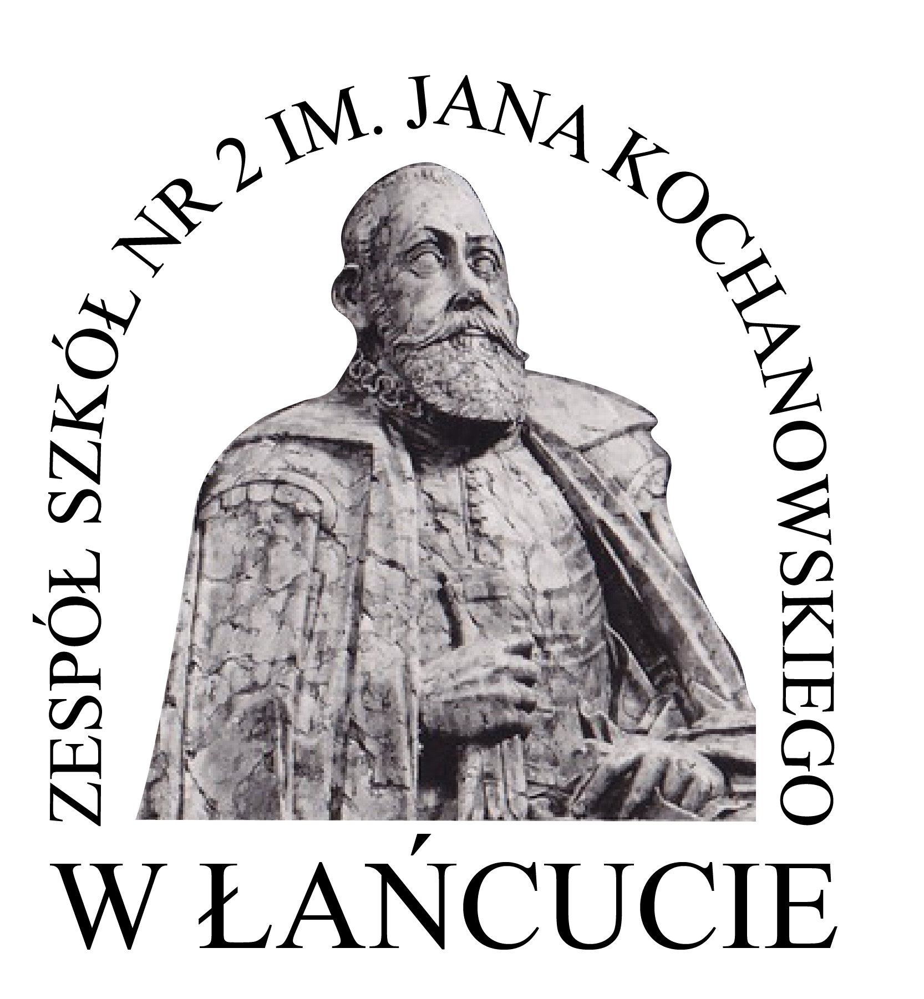 ZESPÓŁ SZKÓŁ NR 2 IM. JANA KOCHANOWSKIEGO
W ŁAŃCUCIE